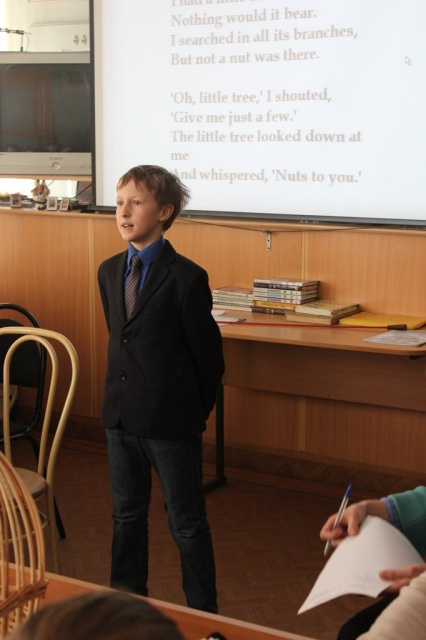 I had a little
Nothing would it bear.
I searched in all its branches,
But not a nut was there.
'Oh, little tree,' I shouted,
'Give me just a few.'
The little tree looked down at
me
And whispered, 'Nuts to you.'